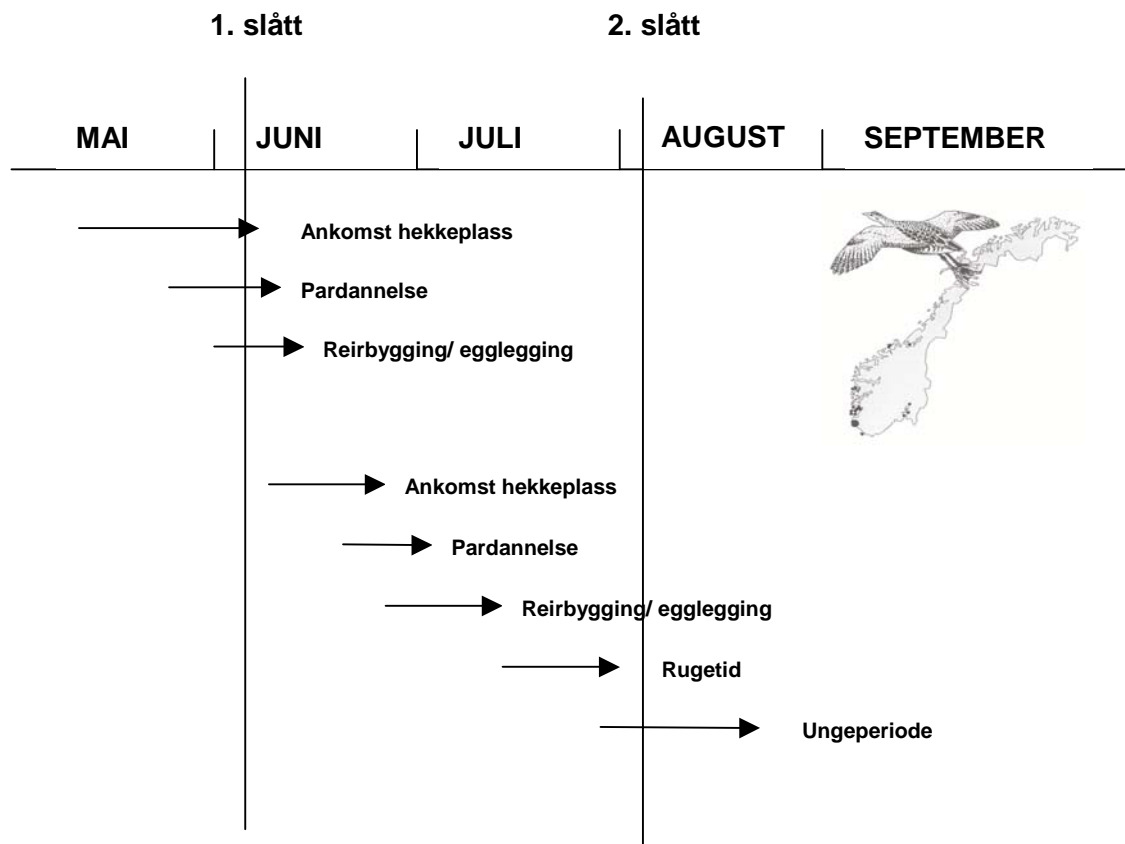 1. slått 2. slått
MAI JUNI JULI AUGUST SEPTEMBER
Ankomst hekkeplass
Pardannelse
Reirbygging/ egglegging
Ankomst hekkeplass
Pardannelse
Reirbygging/ egglegging
Rugetid
Ungeperiode